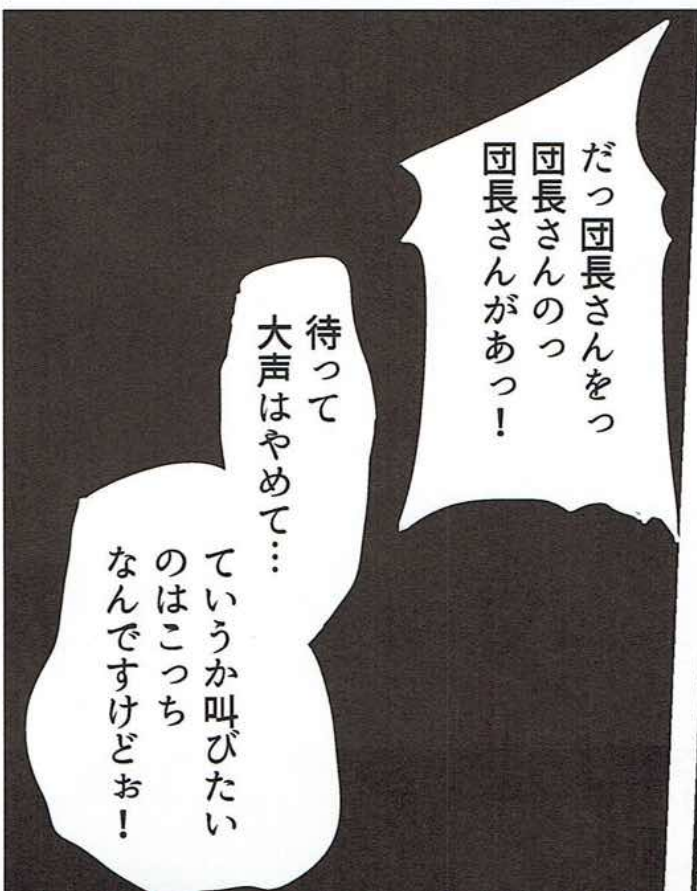 だっ団長さんをっ
団長さんのっ
団長さんがあっ！
待って
大声はやめて…
ていうか叫びたい
のはこっち
なんですけどぉ！